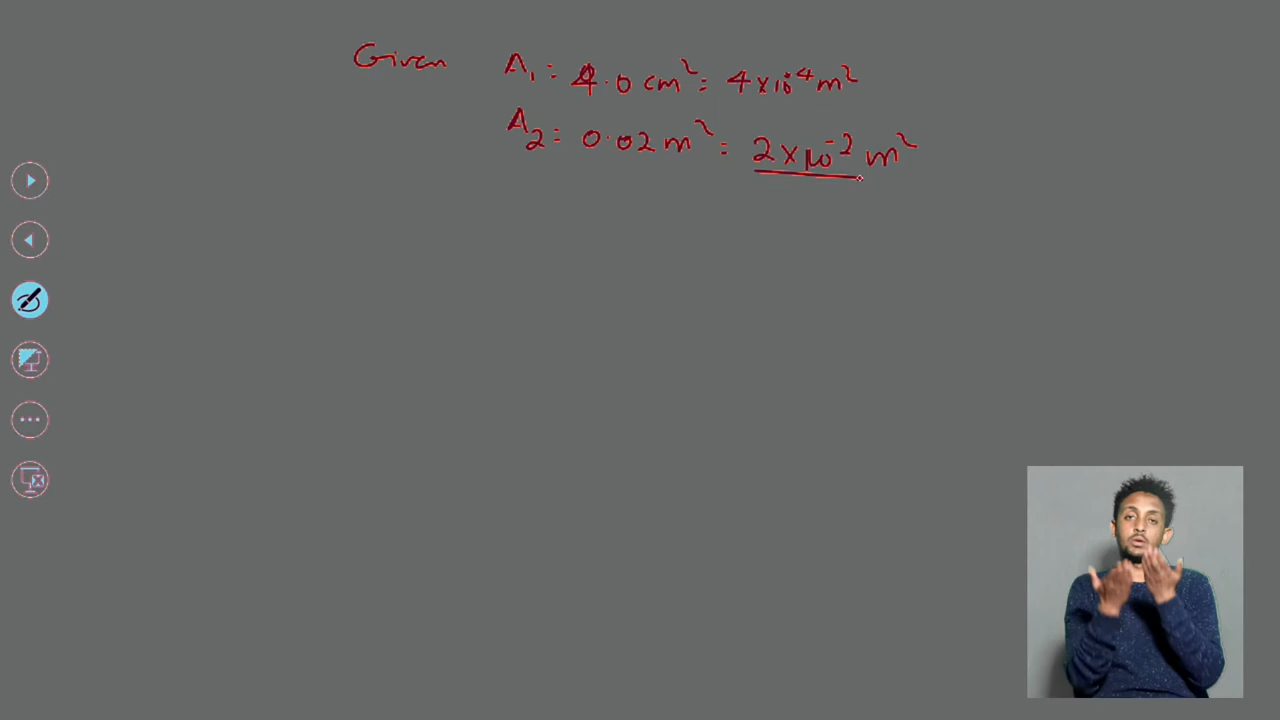 Given A₁ = 4.0 cm² = 4×10⁻⁴ m²
A₂ = 0.02 m² = 2×10⁻² m²